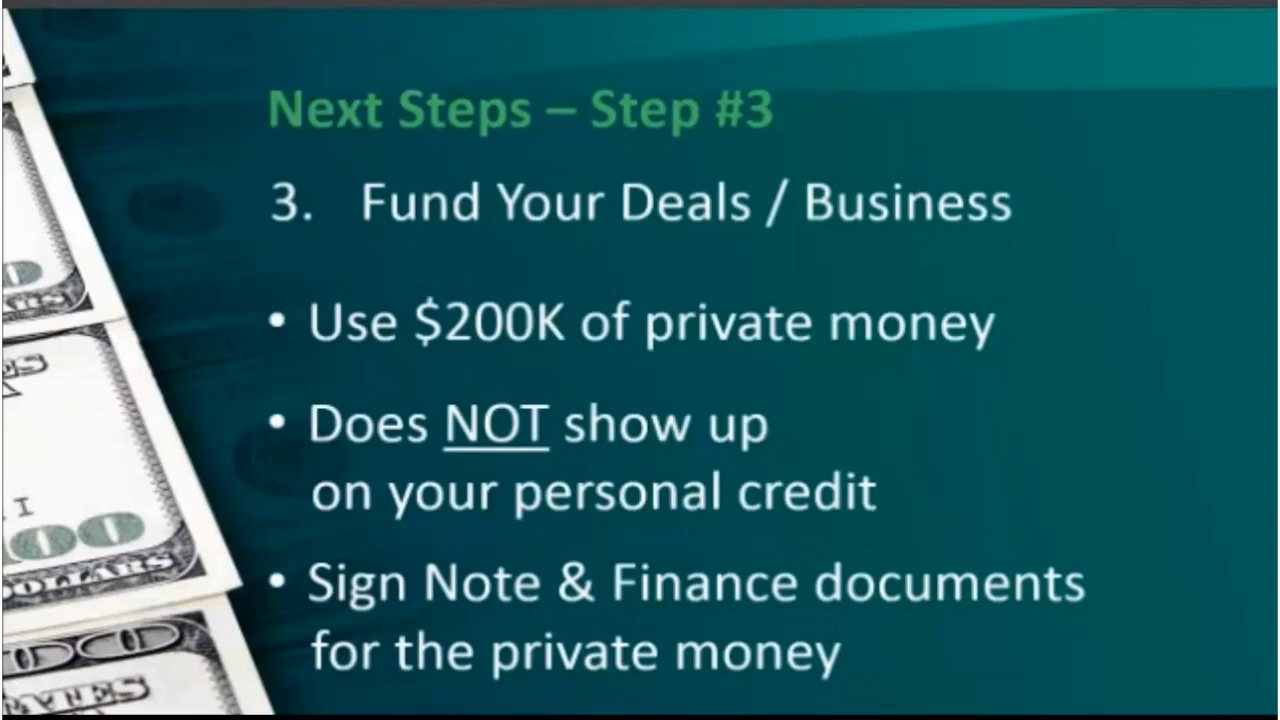 Next Steps – Step #3
3. Fund Your Deals / Business
• Use $200K of private money
• Does NOT show up
on your personal credit
• Sign Note & Finance documents
for the private money